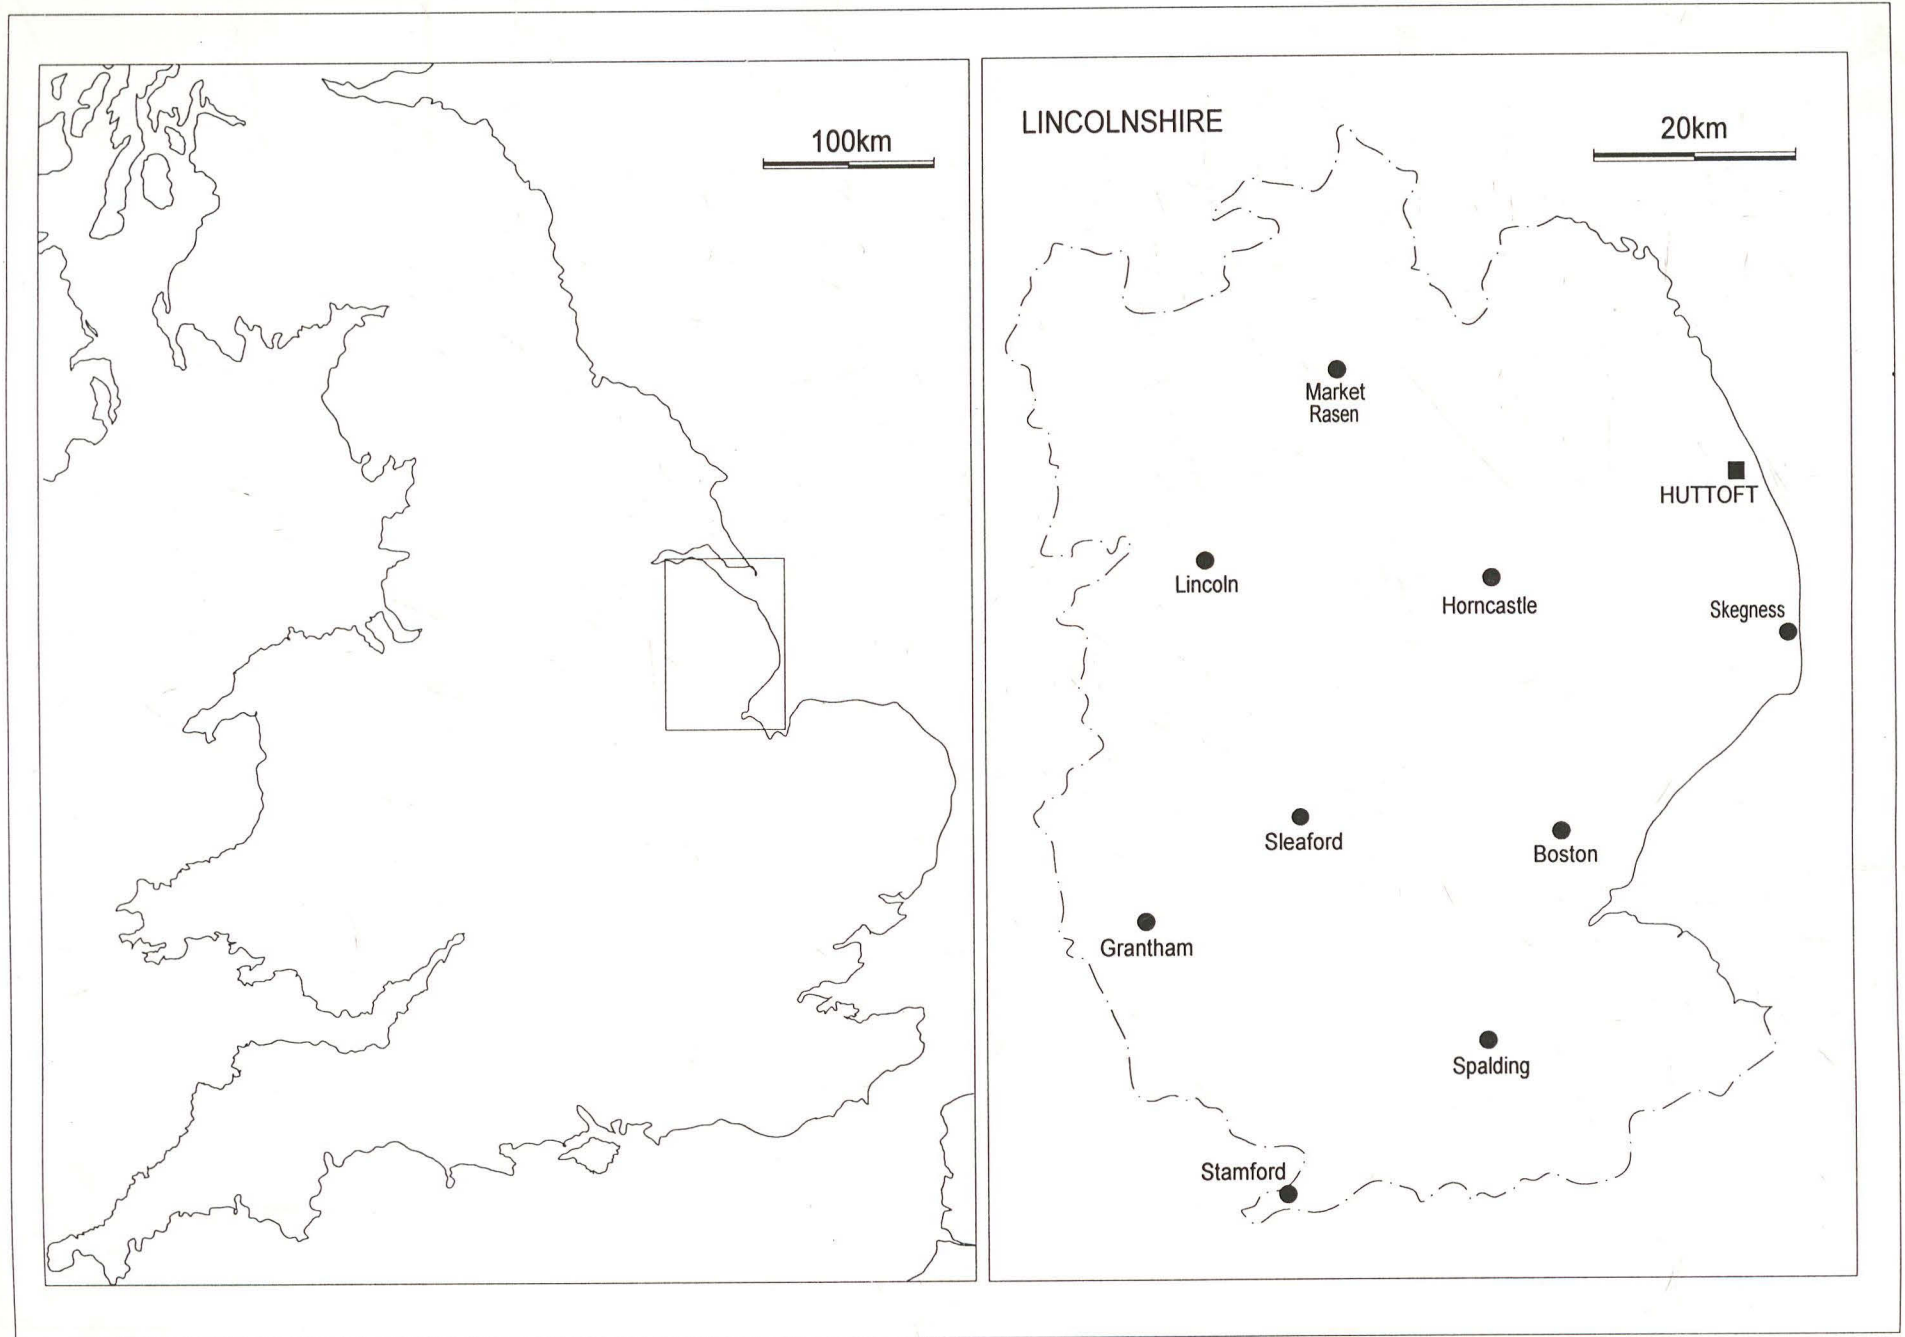 100km
LINCOLNSHIRE
20km
Market
Rasen
HUTTOFT
Lincoln
Horncastle
Skegness
Sleaford
Boston
Grantham
Spalding
Stamford